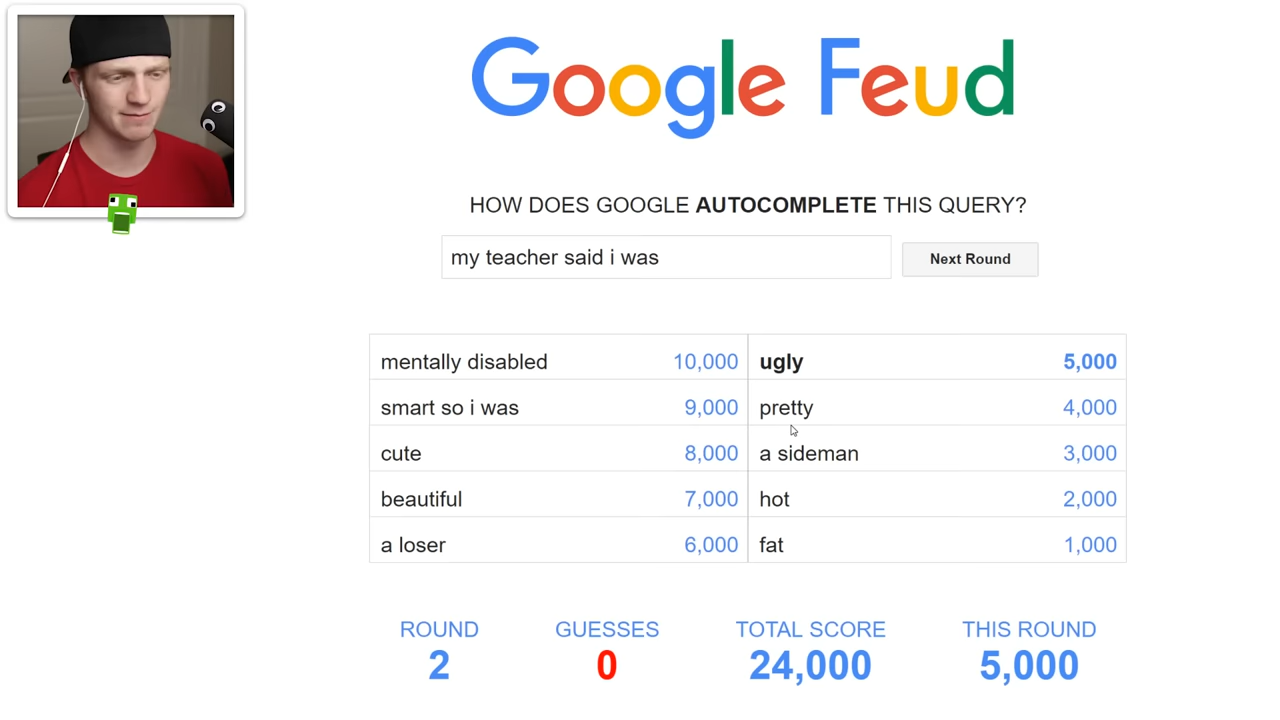 Google Feud
HOW DOES GOOGLE AUTOCOMPLETE THIS QUERY?
my teacher said i was
Next Round
mentally disabled 10,000
smart so i was 9,000
cute 8,000
beautiful 7,000
a loser 6,000
ugly 5,000
pretty 4,000
a sideman 3,000
hot 2,000
fat 1,000
ROUND GUESSES TOTAL SCORE THIS ROUND
2 0 24,000 5,000